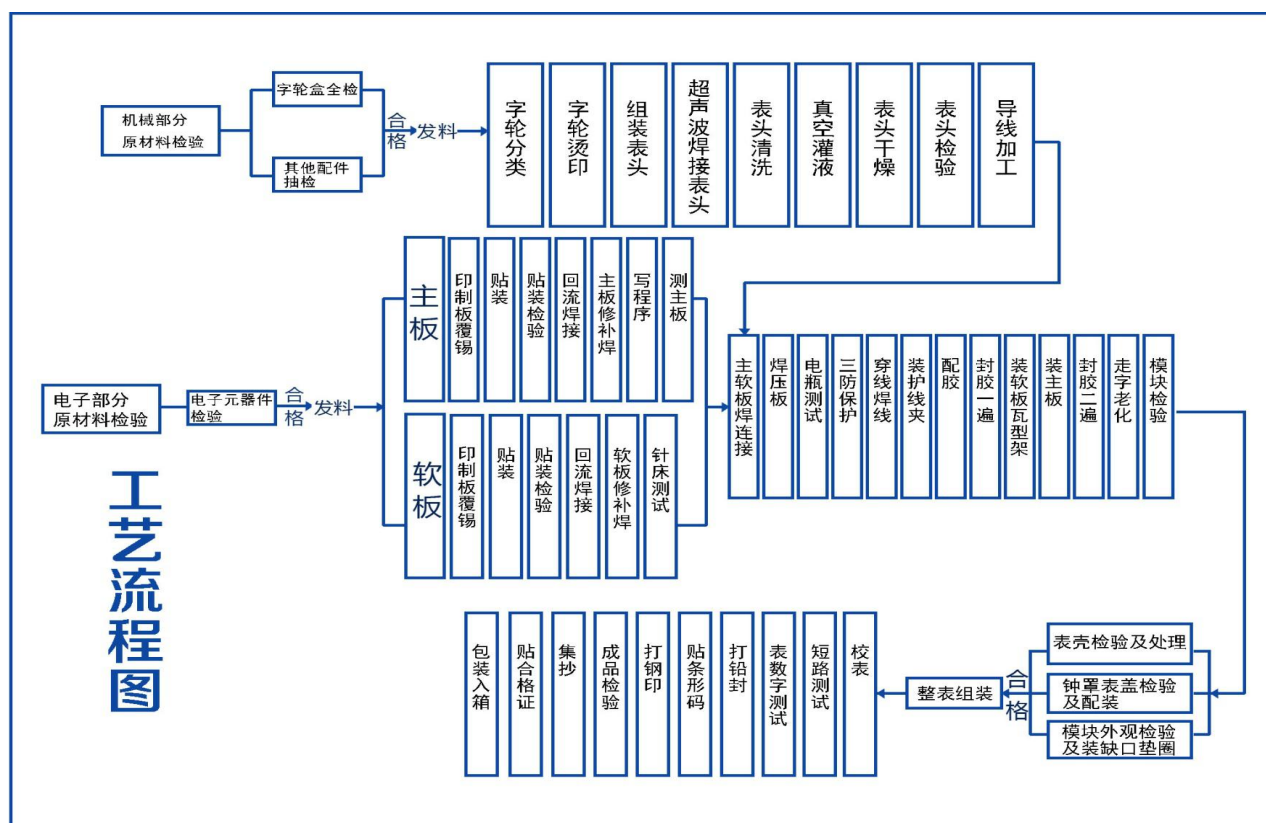 机械部分
原材料检验
字轮盒全检
其他配件
抽检
合格
发料
字轮分类
字轮烫印
组装表头
超声波焊接表头
表头清洗
真空灌液
表头干燥
表头检验
导线加工
电子部分
原材料检验
电子元器件
检验
合格
发料
主板
印制板覆锡
贴装
贴装检验
回流焊接
主板修补焊
写程序
测主板
软板
印制板覆锡
贴装
贴装检验
回流焊接
软板修补焊
针床测试
主软板焊连接
焊压板
电瓶测试
三防保护
穿线焊线
装护线夹
配胶
封胶一遍
装软板瓦型架
装主板
封胶二遍
走字老化
模块检验
表壳检验及处理
钟罩表盖检验
及配装
模块外观检验
及装缺口垫圈
合格
整表组装
校表
短路测试
表数字测试
打铅封
贴条形码
打钢印
成品检验
集抄
贴合格证
包装入箱
工艺流程图